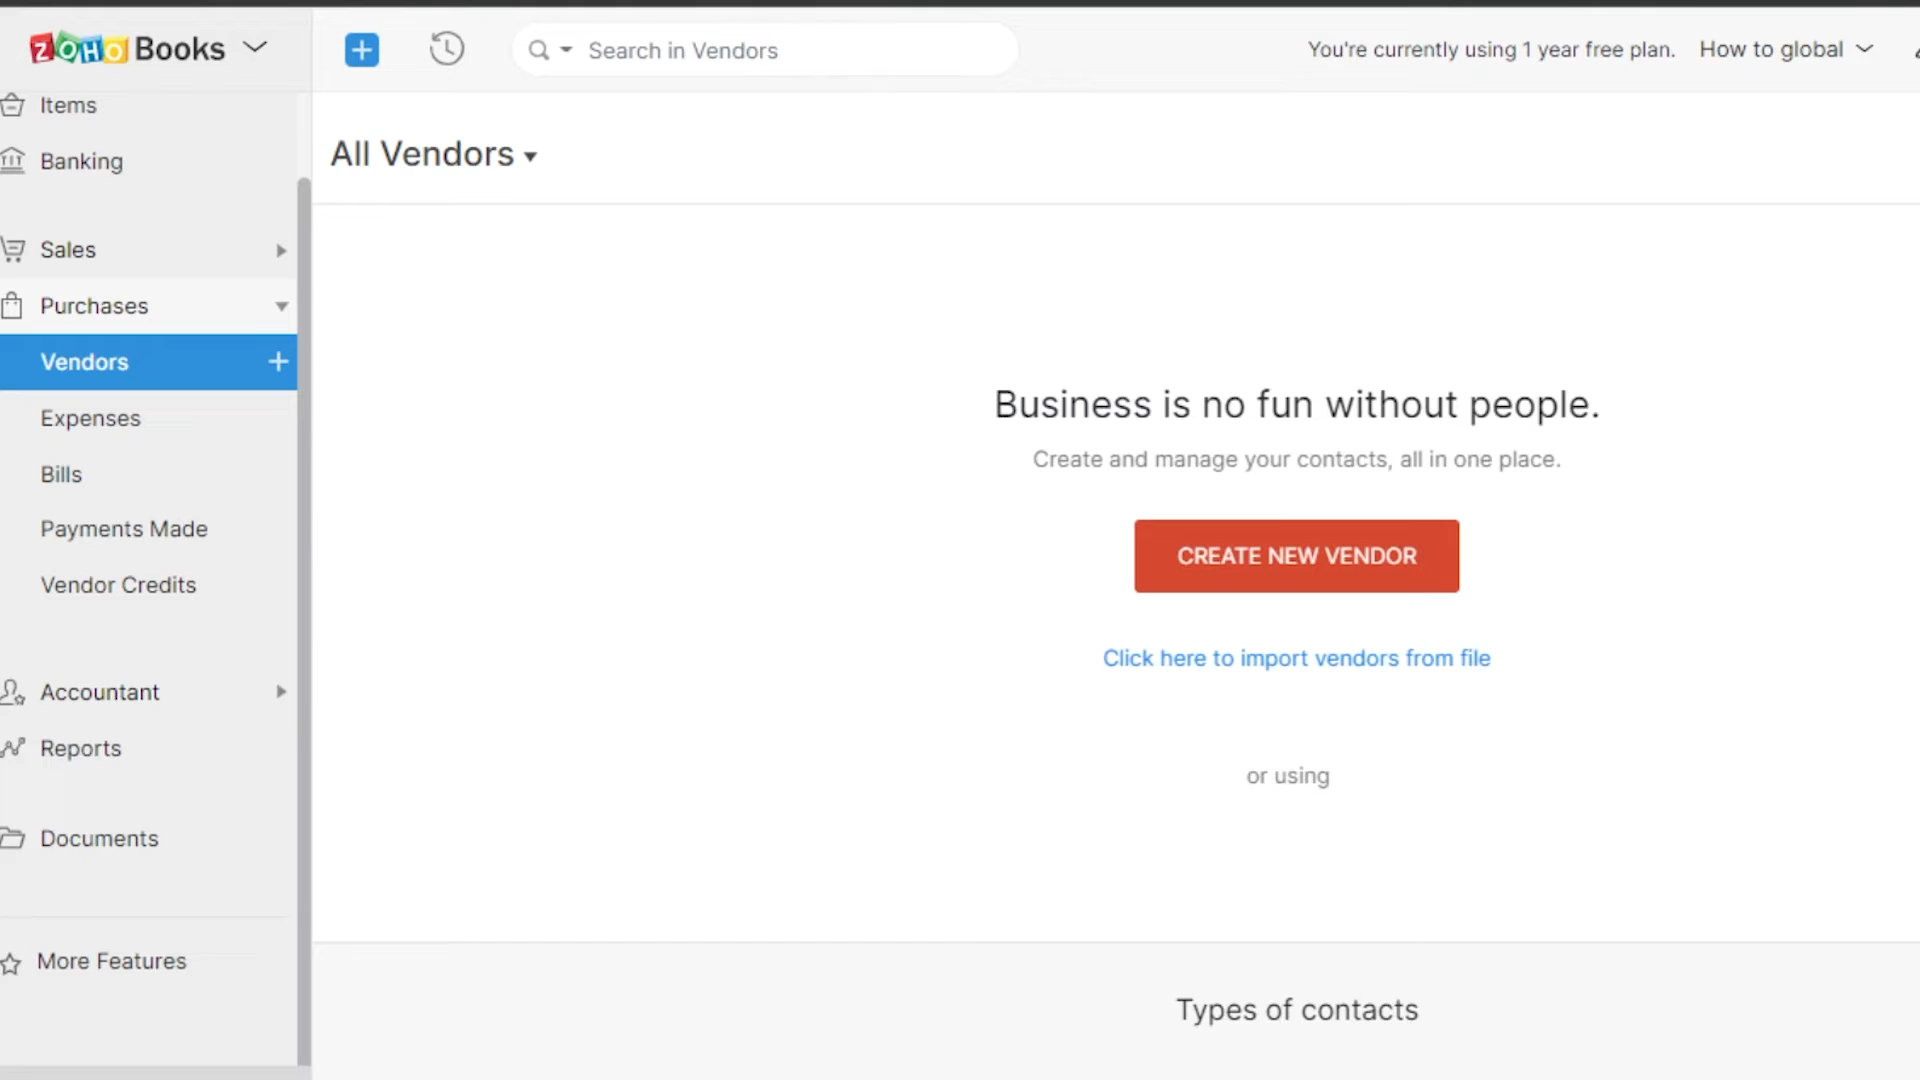 ZOHO Books
Search in Vendors
You're currently using 1 year free plan.
How to global
Items
Banking
Sales
Purchases
Vendors
Expenses
Bills
Payments Made
Vendor Credits
Accountant
Reports
Documents
More Features
All Vendors
Business is no fun without people.
Create and manage your contacts, all in one place.
CREATE NEW VENDOR
Click here to import vendors from file
or using
Types of contacts